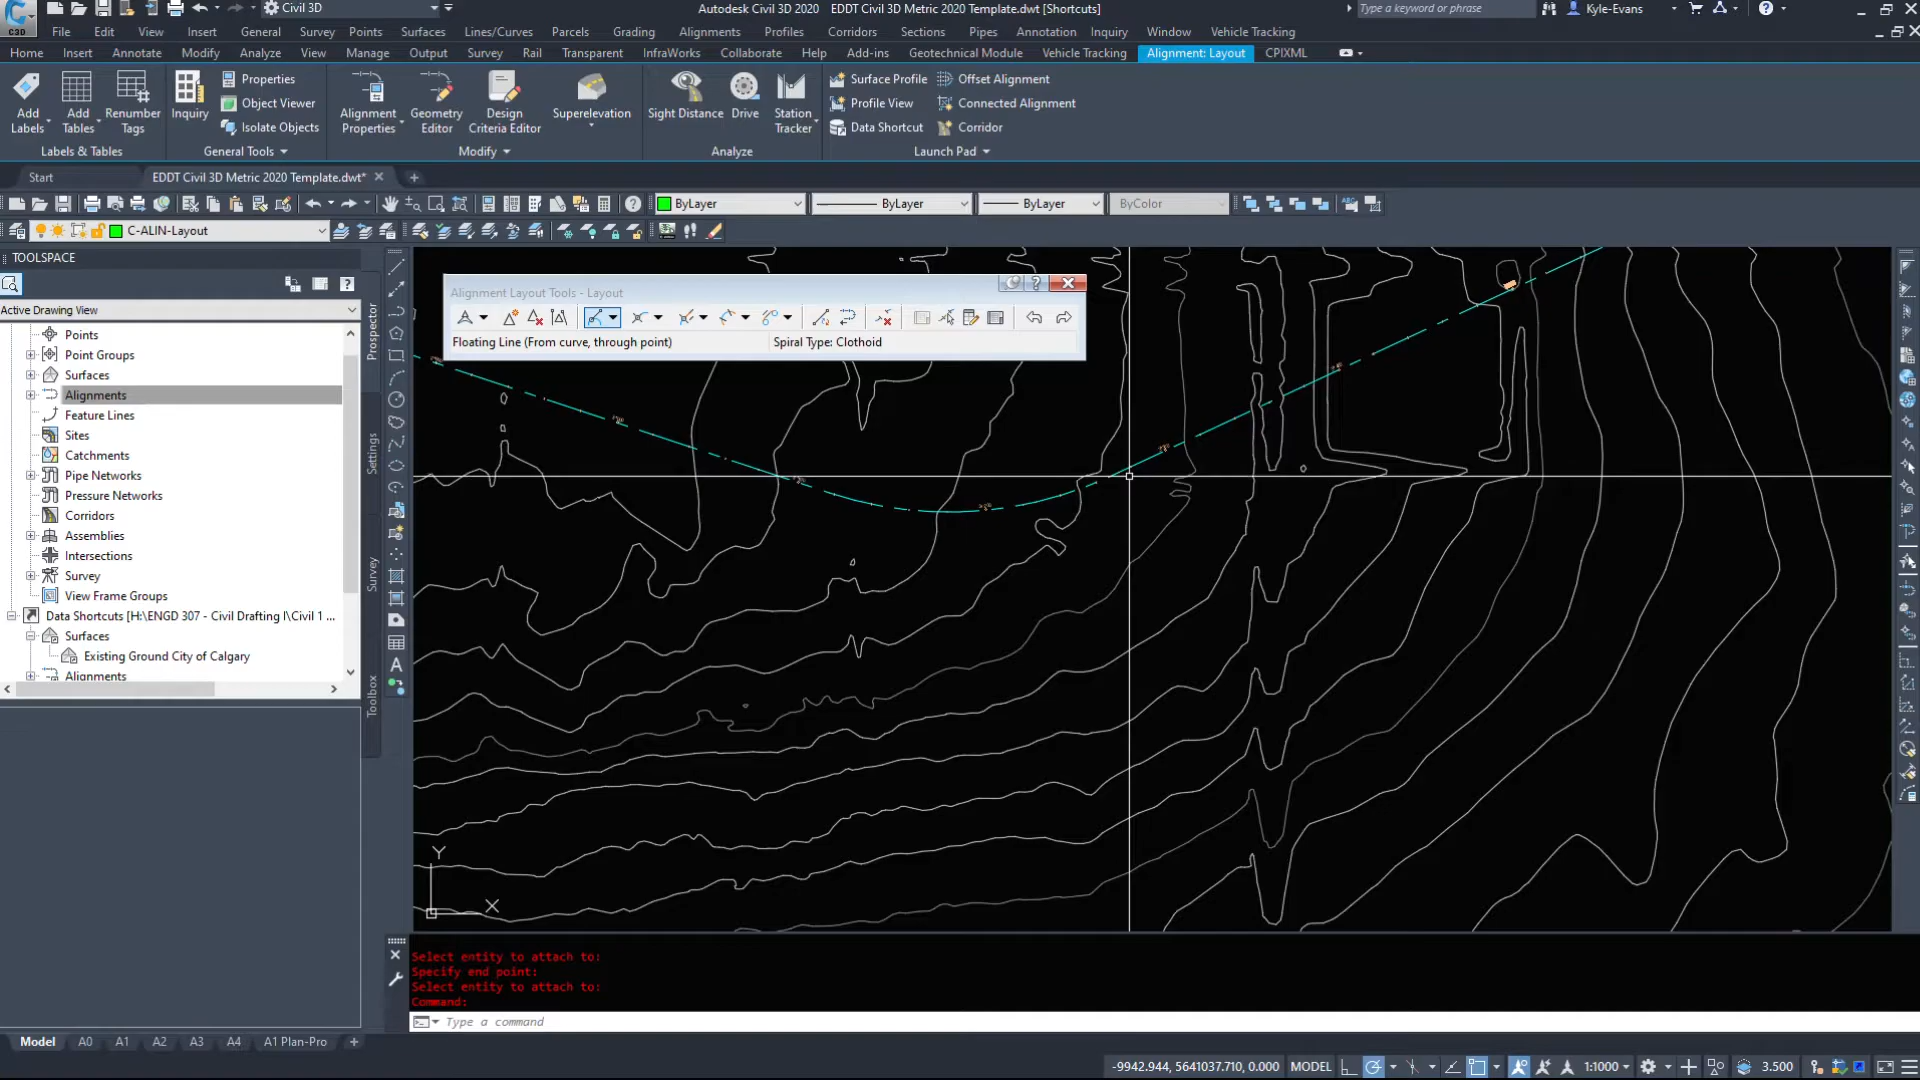 Civil 3D
Autodesk Civil 3D 2020 EDDT Civil 3D Metric 2020 Template.dwt [Shortcuts]
Type a keyword or phrase
Kyle-Evans
C3D
File Edit View Insert General Survey Points Surfaces Lines/Curves Parcels Grading Alignments Profiles Corridors Sections Pipes Annotation Inquiry Window Vehicle Tracking
Home Insert Annotate Modify Analyze View Manage Output Survey Rail Transparent InfraWorks Collaborate Help Add-ins Geotechnical Module Vehicle Tracking Alignment: Layout CPIXML
Add Labels
Add Tables
Renumber Tags
Labels & Tables
Inquiry
Properties
Object Viewer
Isolate Objects
General Tools
Alignment Properties
Geometry Editor
Design Criteria Editor
Superelevation
Modify
Sight Distance
Drive
Station Tracker
Analyze
Surface Profile
Profile View
Data Shortcut
Offset Alignment
Connected Alignment
Corridor
Launch Pad
Start
EDDT Civil 3D Metric 2020 Template.dwt*
ByLayer ByLayer ByLayer ByColor
C-ALIN-Layout
TOOLSPACE
Active Drawing View
Points
Point Groups
Surfaces
Alignments
Feature Lines
Sites
Catchments
Pipe Networks
Pressure Networks
Corridors
Assemblies
Intersections
Survey
View Frame Groups
Data Shortcuts [H:\ENGD 307 - Civil Drafting I\Civil 1 ...
Surfaces
Existing Ground City of Calgary
Alignments
Prospector
Settings
Survey
Toolbox
Alignment Layout Tools - Layout
Floating Line (From curve, through point)
Spiral Type: Clothoid
Y
X
Select entity to attach to:
Specify end point:
Select entity to attach to:
Command:
Type a command
Model A0 A1 A2 A3 A4 A1 Plan-Pro
-9942.944, 5641037.710, 0.000 MODEL 1:1000 3.500